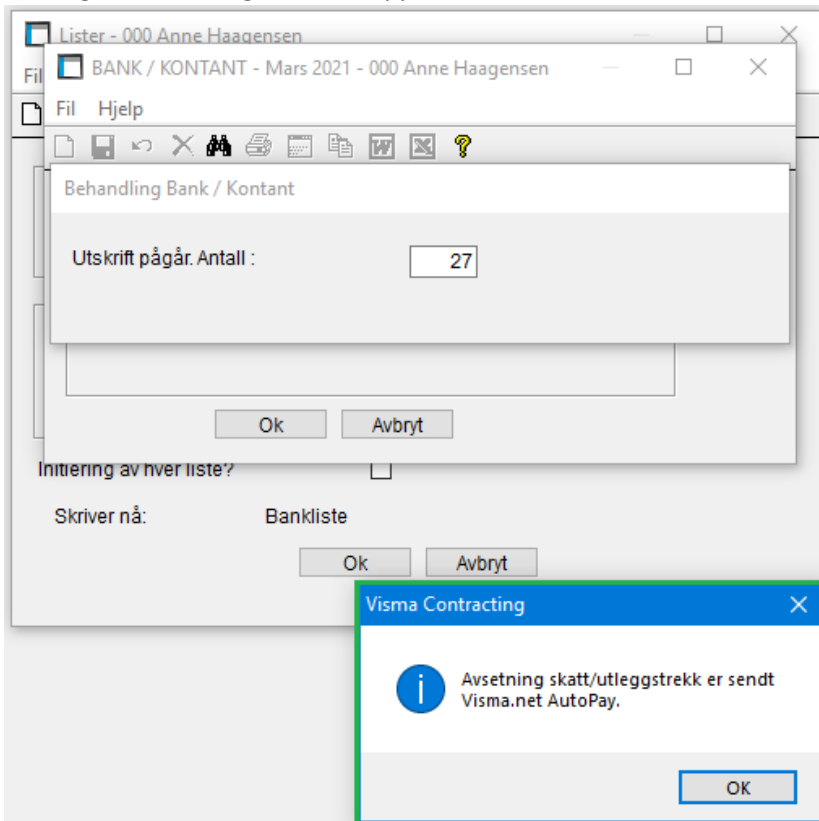 Lister - 000 Anne Haagensen
BANK / KONTANT - Mars 2021 - 000 Anne Haagensen
Fil
Fil Hjelp
Behandling Bank / Kontant
Utskrift pågår. Antall : 27
Ok Avbryt
Initiering av hver liste?
Skriver nå: Bankliste
Ok Avbryt
Visma Contracting
Avsetning skatt/utleggstrekk er sendt
Visma.net AutoPay.
OK